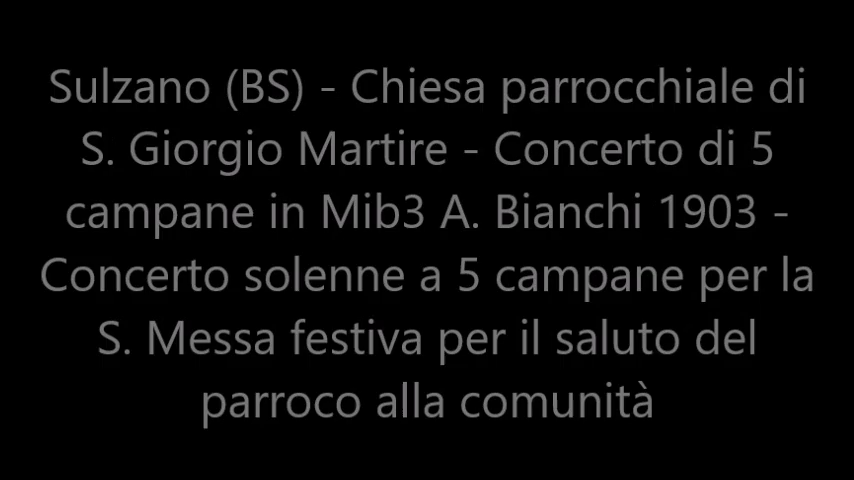 Sulzano (BS) - Chiesa parrocchiale di
S. Giorgio Martire - Concerto di 5
campane in Mib3 A. Bianchi 1903 -
Concerto solenne a 5 campane per la
S. Messa festiva per il saluto del
parroco alla comunità